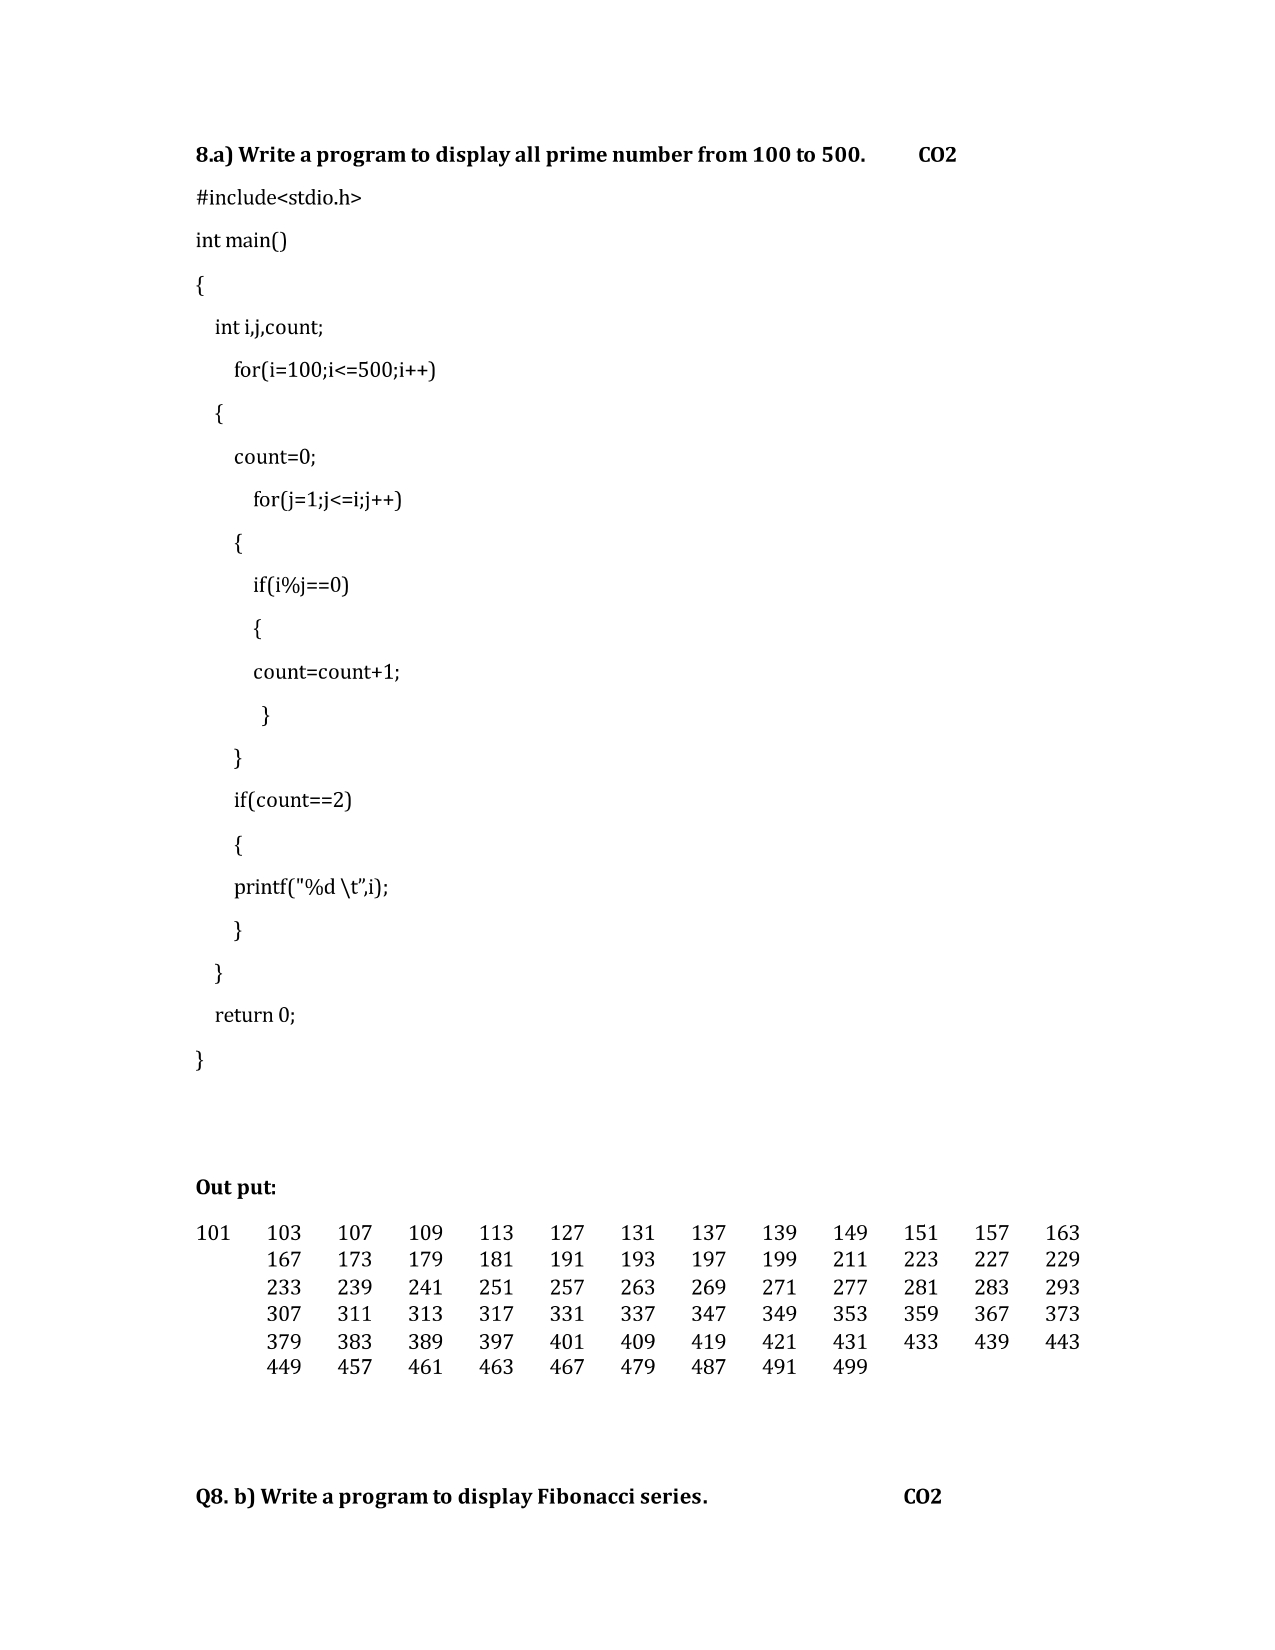 8.a) Write a program to display all prime number from 100 to 500. CO2
#include<stdio.h>
int main()
{
int i,j,count;
for(i=100;i<=500;i++)
{
count=0;
for(j=1;j<=i;j++)
{
if(i%j==0)
{
count=count+1;
}
}
if(count==2)
{
printf("%d \t”,i);
}
}
return 0;
}
Out put:
101 103 107 109 113 127 131 137 139 149 151 157 163
167 173 179 181 191 193 197 199 211 223 227 229
233 239 241 251 257 263 269 271 277 281 283 293
307 311 313 317 331 337 347 349 353 359 367 373
379 383 389 397 401 409 419 421 431 433 439 443
449 457 461 463 467 479 487 491 499
Q8. b) Write a program to display Fibonacci series. CO2